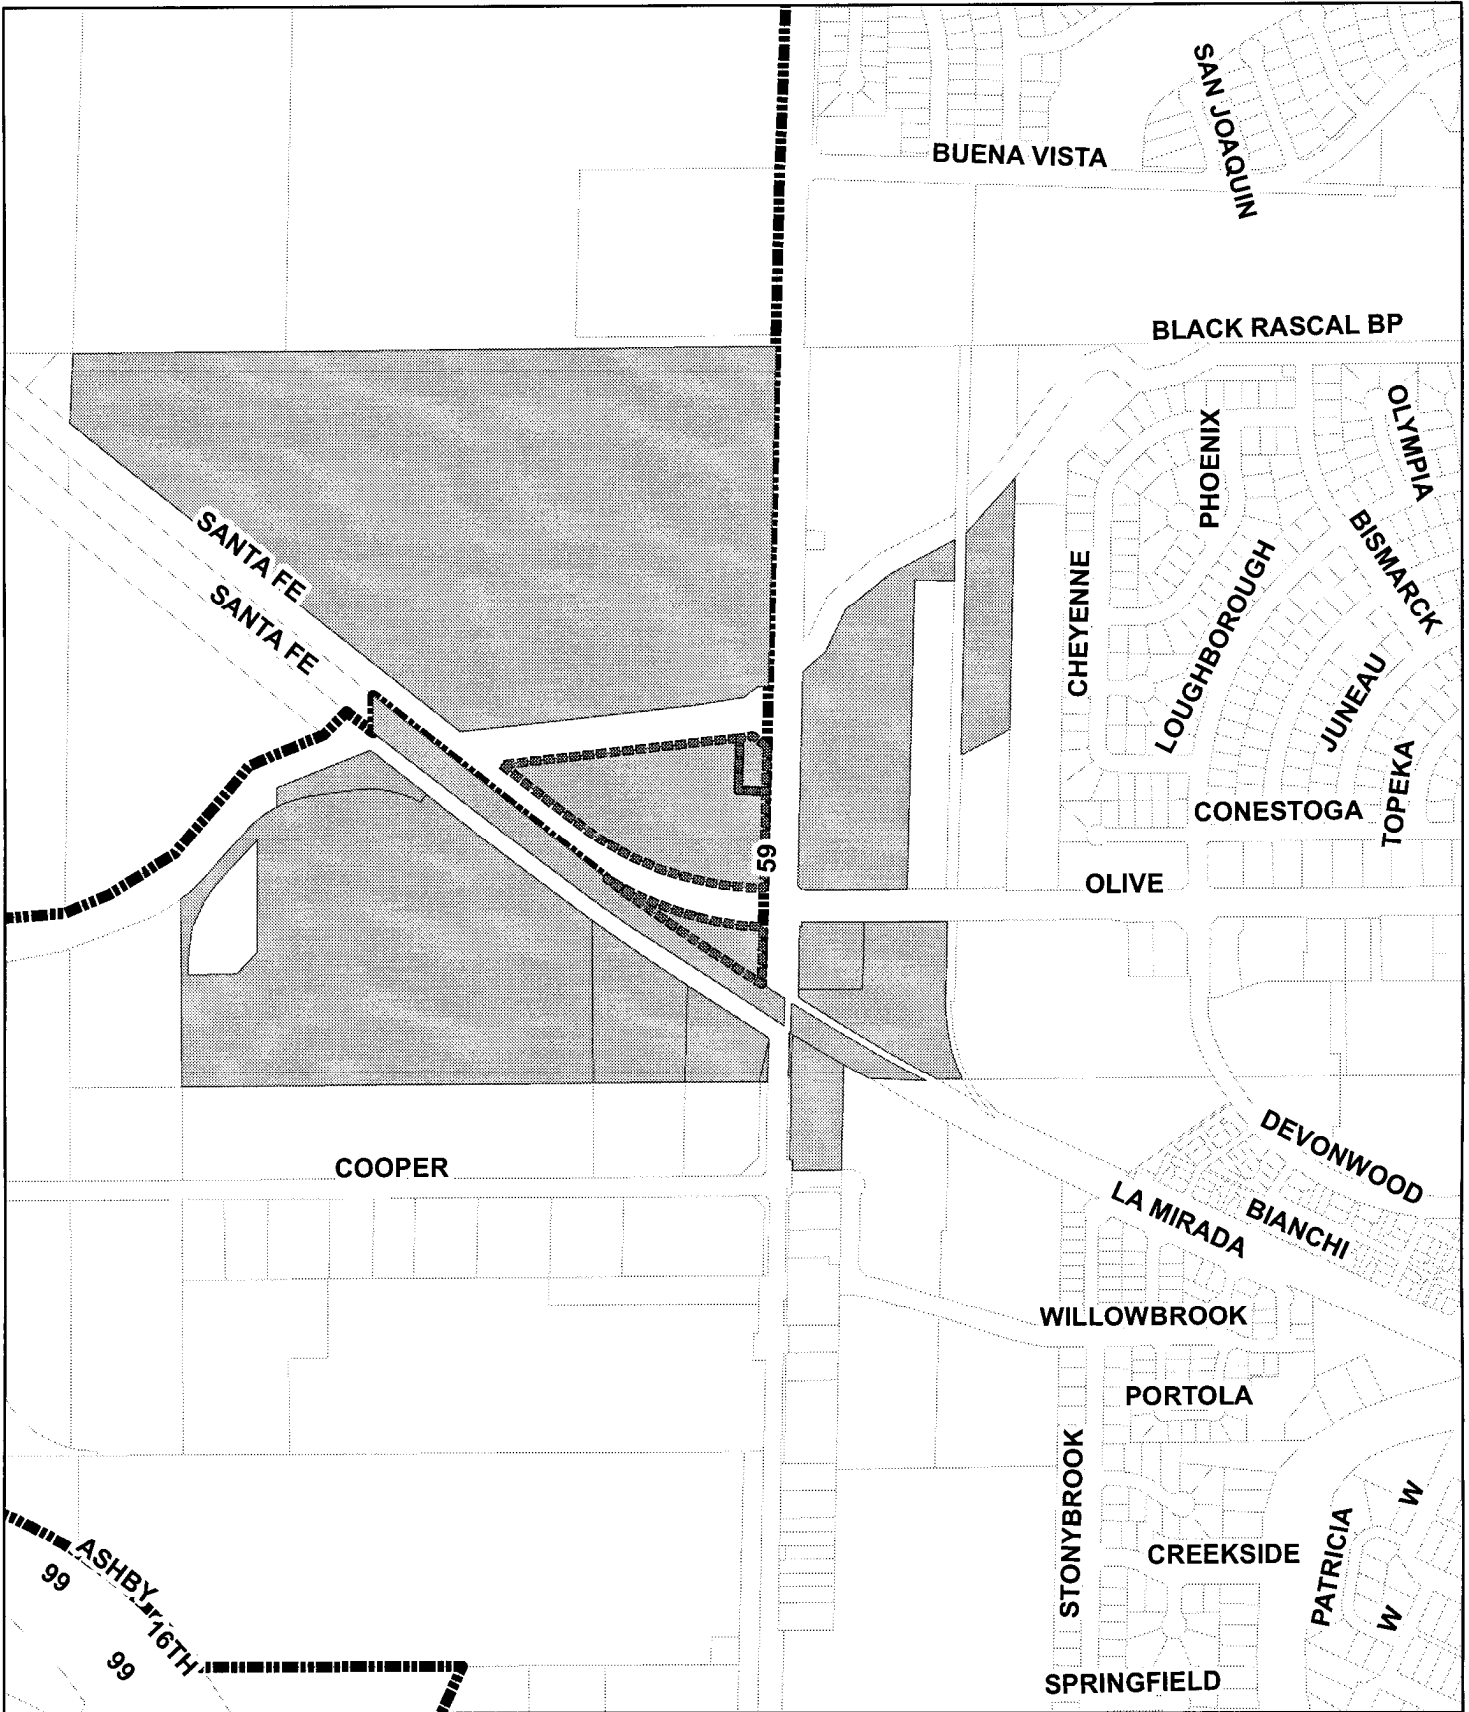 SAN JOAQUIN
BUENA VISTA
BLACK RASCAL BP
OLYMPIA
PHOENIX
BISMARCK
SANTA FE
SANTA FE
CHEYENNE
LOUGHBOROUGH
JUNEAU
TOPEKA
CONESTOGA
59
OLIVE
DEVONWOOD
COOPER
LA MIRADA
BIANCHI
WILLOWBROOK
PORTOLA
STONYBROOK
W
PATRICIA
CREEKSIDE
ASHBY
99
16TH
W
99
SPRINGFIELD